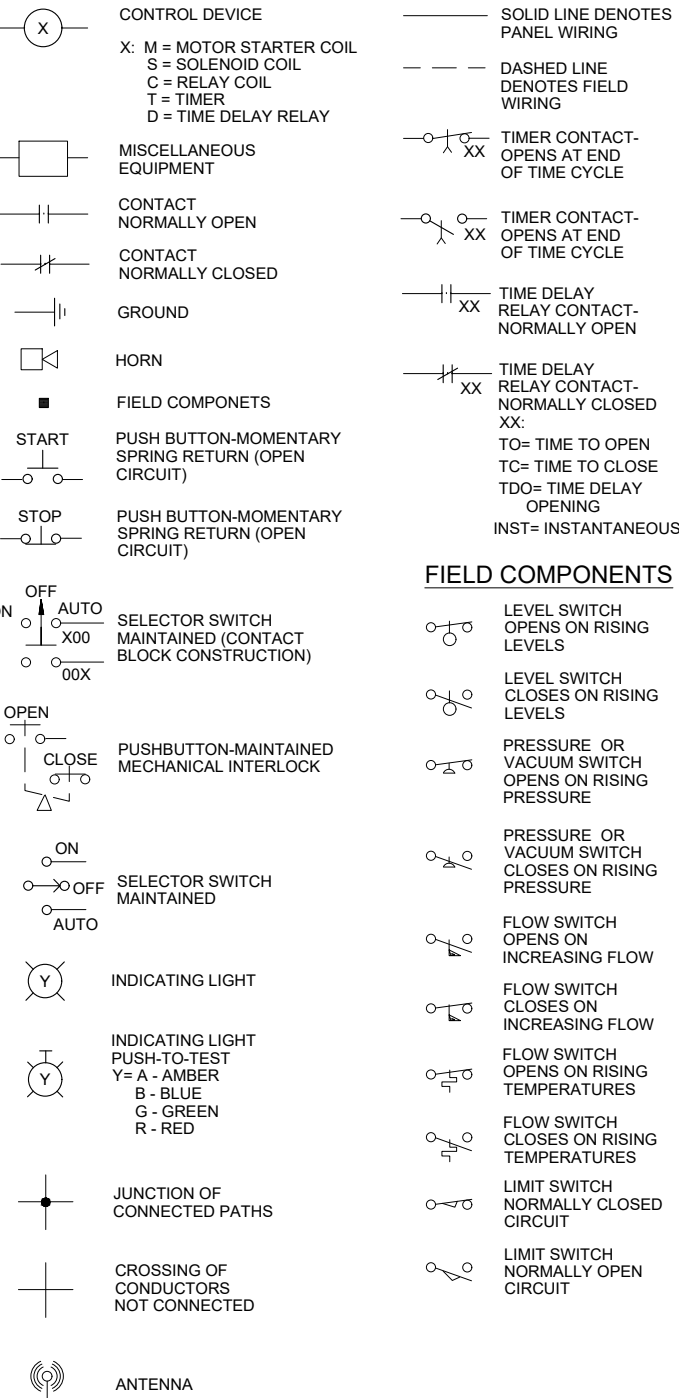 X
CONTROL DEVICE
X: M = MOTOR STARTER COIL
S = SOLENOID COIL
C = RELAY COIL
T = TIMER
D = TIME DELAY RELAY
MISCELLANEOUS
EQUIPMENT
CONTACT
NORMALLY OPEN
CONTACT
NORMALLY CLOSED
GROUND
HORN
FIELD COMPONETS
START
PUSH BUTTON-MOMENTARY
SPRING RETURN (OPEN
CIRCUIT)
STOP
PUSH BUTTON-MOMENTARY
SPRING RETURN (OPEN
CIRCUIT)
OFF
N
AUTO
X00
00X
SELECTOR SWITCH
MAINTAINED (CONTACT
BLOCK CONSTRUCTION)
OPEN
CLOSE
PUSHBUTTON-MAINTAINED
MECHANICAL INTERLOCK
ON
OFF
AUTO
SELECTOR SWITCH
MAINTAINED
Y
INDICATING LIGHT
Y
INDICATING LIGHT
PUSH-TO-TEST
Y= A - AMBER
B - BLUE
G - GREEN
R - RED
JUNCTION OF
CONNECTED PATHS
CROSSING OF
CONDUCTORS
NOT CONNECTED
ANTENNA
SOLID LINE DENOTES
PANEL WIRING
DASHED LINE
DENOTES FIELD
WIRING
XX
TIMER CONTACT-
OPENS AT END
OF TIME CYCLE
XX
TIMER CONTACT-
OPENS AT END
OF TIME CYCLE
XX
TIME DELAY
RELAY CONTACT-
NORMALLY OPEN
XX
TIME DELAY
RELAY CONTACT-
NORMALLY CLOSED
XX:
TO= TIME TO OPEN
TC= TIME TO CLOSE
TDO= TIME DELAY
OPENING
INST= INSTANTANEOUS
FIELD COMPONENTS
LEVEL SWITCH
OPENS ON RISING
LEVELS
LEVEL SWITCH
CLOSES ON RISING
LEVELS
PRESSURE OR
VACUUM SWITCH
OPENS ON RISING
PRESSURE
PRESSURE OR
VACUUM SWITCH
CLOSES ON RISING
PRESSURE
FLOW SWITCH
OPENS ON
INCREASING FLOW
FLOW SWITCH
CLOSES ON
INCREASING FLOW
FLOW SWITCH
OPENS ON RISING
TEMPERATURES
FLOW SWITCH
CLOSES ON RISING
TEMPERATURES
LIMIT SWITCH
NORMALLY CLOSED
CIRCUIT
LIMIT SWITCH
NORMALLY OPEN
CIRCUIT